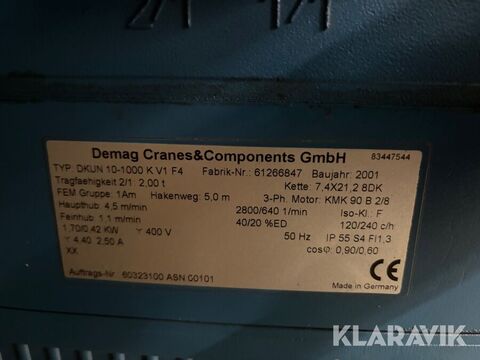 2/1 1/1
Demag Cranes&Components GmbH 83447544
TYP: DKUN 10-1000 K V1 F4 Fabrik-Nr.: 61266847 Baujahr: 2001
Tragfaehigkeit 2/1: 2,00 t Kette: 7,4X21,2 8DK
FEM Gruppe: 1Am Hakenweg: 5,0 m 3-Ph. Motor: KMK 90 B 2/8
Haupthub: 4,5 m/min 2800/640 1/min Iso-Kl.: F
Feinhub: 1,1 m/min 40/20 %ED 120/240 c/h
1.70/0.42 KW Y 400 V 50 Hz IP 55 S4 FI1,3
Y 4.40 2.50 A cosφ: 0,90/0,60
XX
Auftrags-Nr.: 60323100 ASN 00101 CE
Made in Germany
KLARAVIK